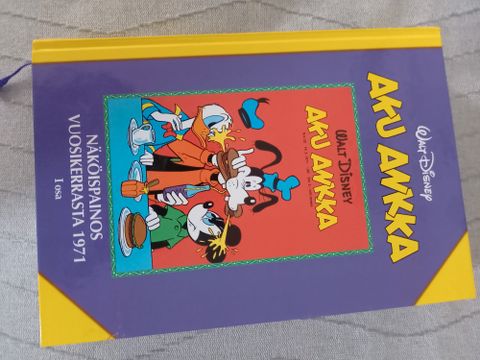 WALT DISNEY
AKU ANKKA
WALT DISNEY
AKU ANKKA
NÄKÖISPAINOS
VUOSIKERRASTA 1971
I osa